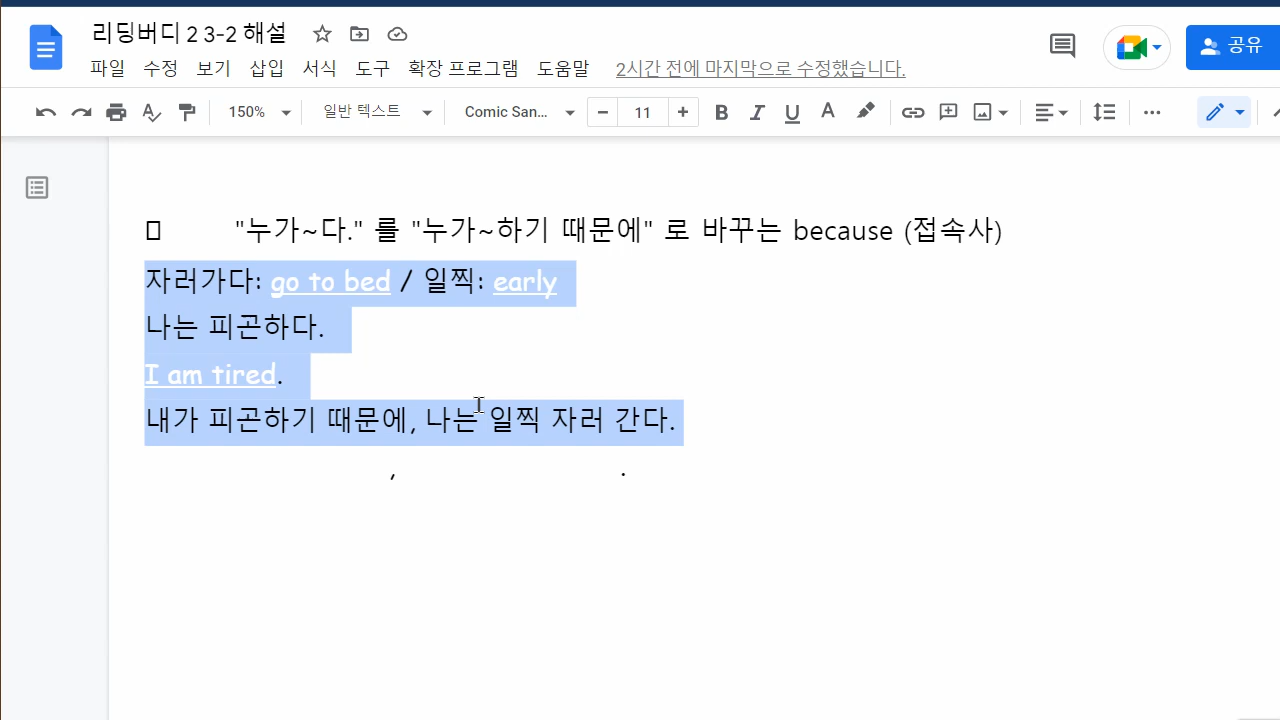 리딩버디 2 3-2 해설
파일 수정 보기 삽입 서식 도구 확장 프로그램 도움말 2시간 전에 마지막으로 수정했습니다.
공유
150% 일반 텍스트 Comic San... − 11 + B I U A
"누가~다." 를 "누가~하기 때문에" 로 바꾸는 because (접속사)
자러가다: go to bed / 일찍: early
나는 피곤하다.
I am tired.
내가 피곤하기 때문에, 나는 일찍 자러 간다.
, .